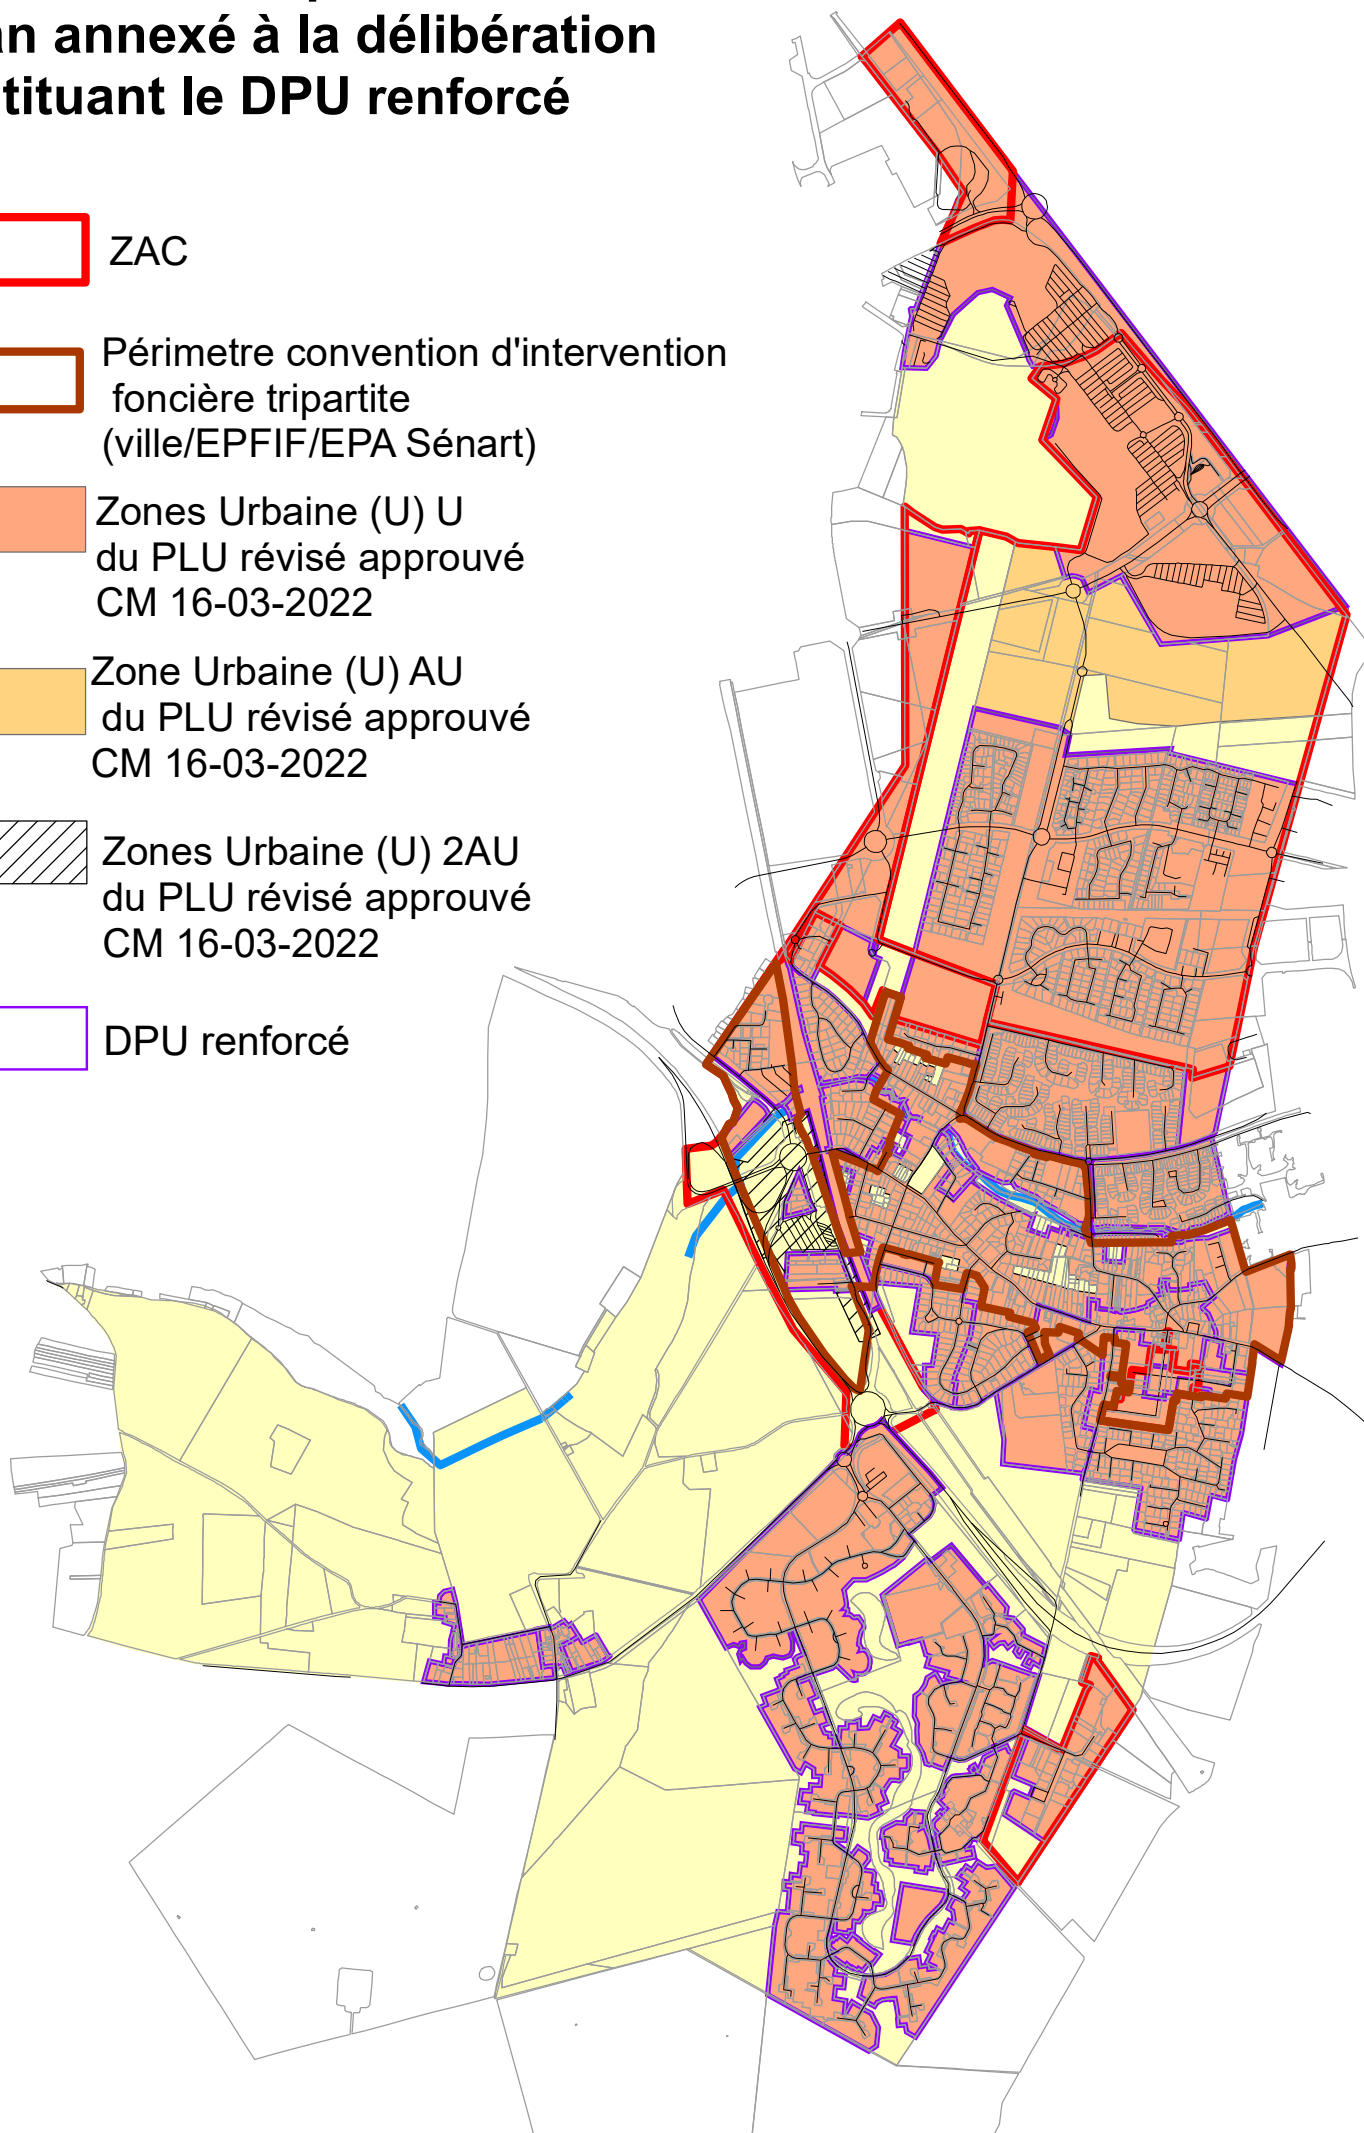 an annexé à la délibération
tituant le DPU renforcé
ZAC
Périmetre convention d'intervention
foncière tripartite
(ville/EPFIF/EPA Sénart)
Zones Urbaine (U) U
du PLU révisé approuvé
CM 16-03-2022
Zone Urbaine (U) AU
du PLU révisé approuvé
CM 16-03-2022
Zones Urbaine (U) 2AU
du PLU révisé approuvé
CM 16-03-2022
DPU renforcé